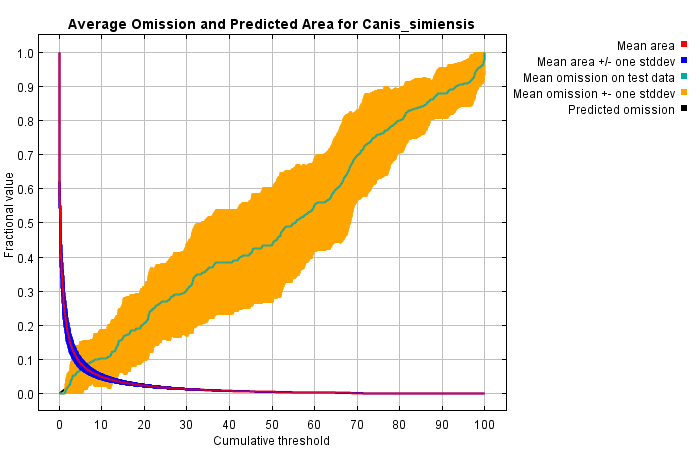 Average Omission and Predicted Area for Canis_simiensis
Mean area
Mean area +/- one stddev
Mean omission on test data
Mean omission +- one stddev
Predicted omission
Fractional value
1.0
0.9
0.8
0.7
0.6
0.5
0.4
0.3
0.2
0.1
0.0
0 10 20 30 40 50 60 70 80 90 100
Cumulative threshold